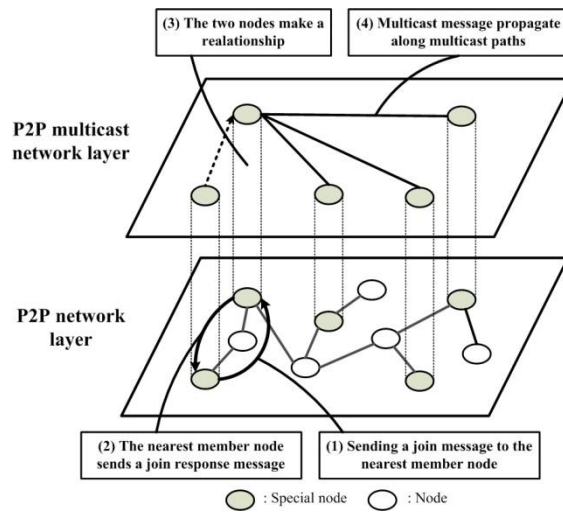 (3) The two nodes make a
realationship
(4) Multicast message propagate
along multicast paths
P2P multicast
network layer
P2P network
layer
(2) The nearest member node
sends a join response message
(1) Sending a join message to the
nearest member node
: Special node
: Node